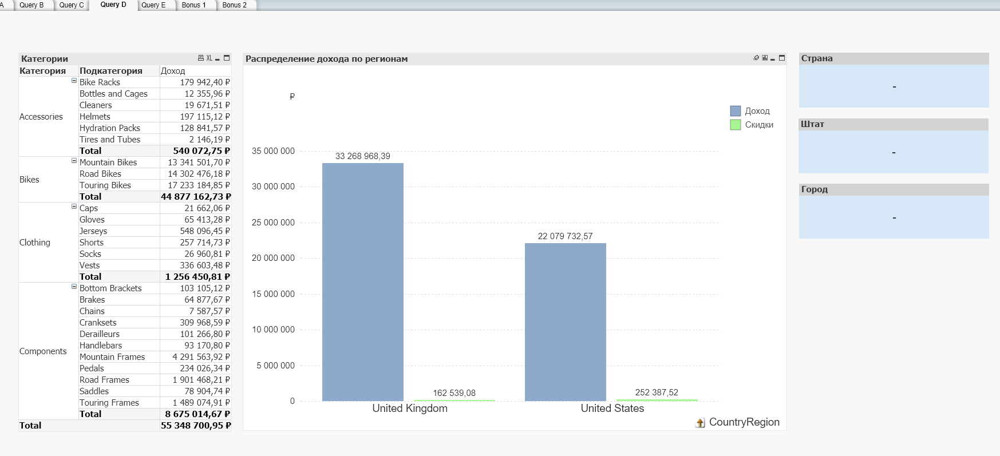 A Query B Query C Query D Query E Bonus 1 Bonus 2
Категории XL
Категория Подкатегория Доход
Accessories
Bike Racks 179 942,40 ₽
Bottles and Cages 12 355,96 ₽
Cleaners 19 671,51 ₽
Helmets 197 115,12 ₽
Hydration Packs 128 841,57 ₽
Tires and Tubes 2 146,19 ₽
Total 540 072,75 ₽
Bikes
Mountain Bikes 13 341 501,70 ₽
Road Bikes 14 302 476,18 ₽
Touring Bikes 17 233 184,85 ₽
Total 44 877 162,73 ₽
Clothing
Caps 21 662,06 ₽
Gloves 65 413,28 ₽
Jerseys 548 096,45 ₽
Shorts 257 714,73 ₽
Socks 26 960,81 ₽
Vests 336 603,48 ₽
Total 1 256 450,81 ₽
Components
Bottom Brackets 103 105,12 ₽
Brakes 64 877,67 ₽
Chains 7 587,57 ₽
Cranksets 309 968,59 ₽
Derailleurs 101 266,80 ₽
Handlebars 93 170,80 ₽
Mountain Frames 4 291 563,92 ₽
Pedals 234 026,34 ₽
Road Frames 1 901 468,21 ₽
Saddles 78 904,74 ₽
Touring Frames 1 489 074,91 ₽
Total 8 675 014,67 ₽
Total 55 348 700,95 ₽
Распределение дохода по регионам
₽
Доход
Скидки
35 000 000
33 268 968,39
30 000 000
25 000 000
22 079 732,57
20 000 000
15 000 000
10 000 000
5 000 000
162 539,08 252 387,52
0
United Kingdom United States
CountryRegion
Страна
-
Штат
-
Город
-